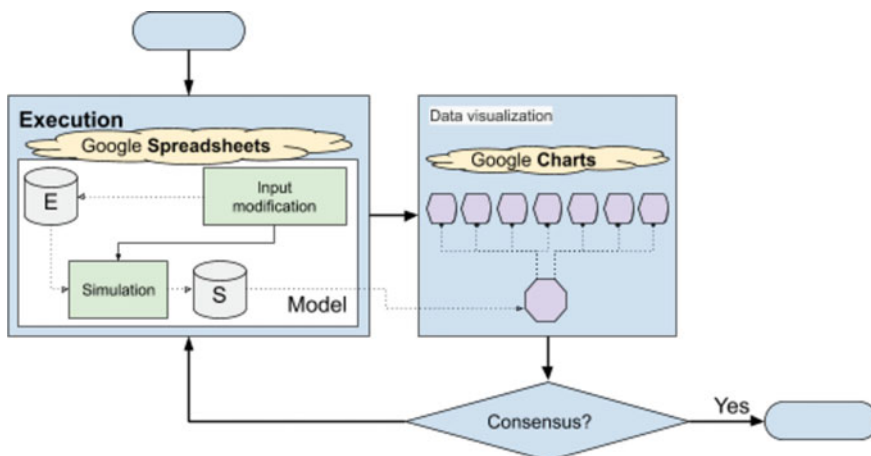 Execution
Google Spreadsheets
E
Input
modification
Simulation
S
Model
Data visualization
Google Charts
Consensus?
Yes